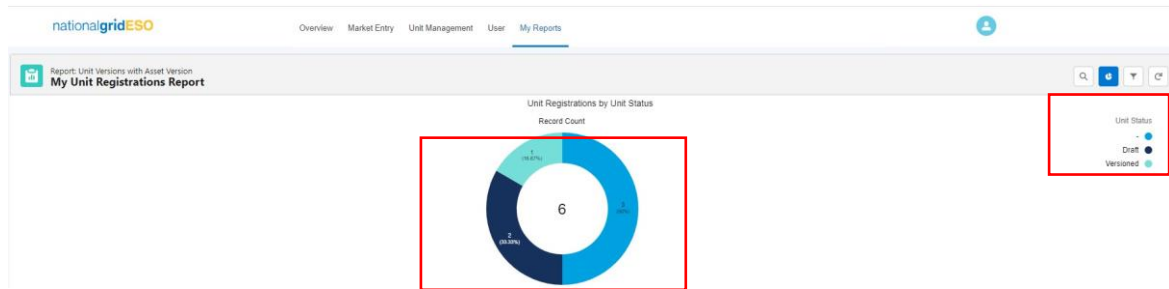 nationalgridESO
Overview Market Entry Unit Management User My Reports
Report: Unit Versions with Asset Version
My Unit Registrations Report
Unit Registrations by Unit Status
Record Count
Unit Status
-
Draft
Versioned
1
(16.67%)
3
(50%)
6
2
(33.33%)